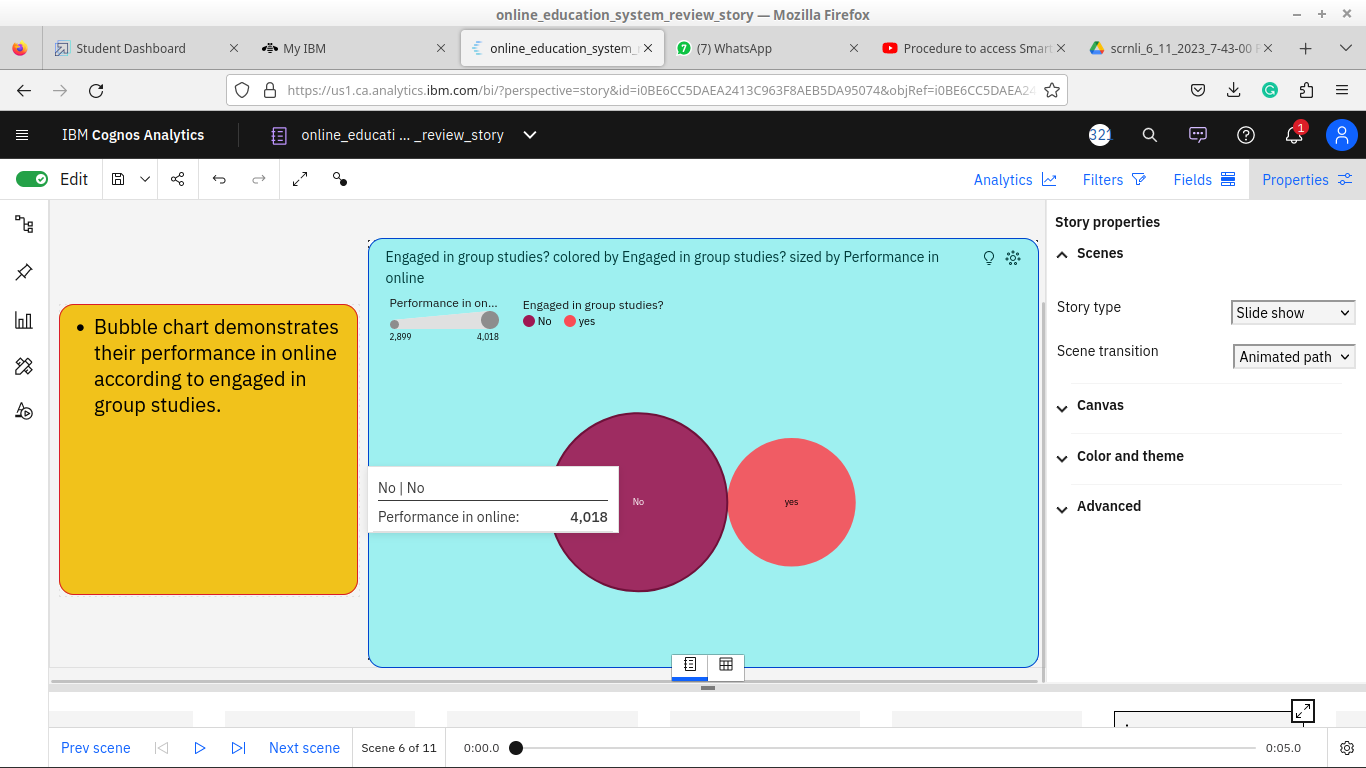 online_education_system_review_story — Mozilla Firefox
Student Dashboard
My IBM
online_education_system_
(7) WhatsApp
Procedure to access Smar
scrnli_6_11_2023_7-43-00
https://us1.ca.analytics.ibm.com/bi/?perspective=story&id=i0BE6CC5DAEA2413C963F8AEB5DA95074&objRef=i0BE6CC5DAEA24
IBM Cognos Analytics
online_educati ... _review_story
321
1
Edit
Analytics
Filters
Fields
Properties
Bubble chart demonstrates
their performance in online
according to engaged in
group studies.
Engaged in group studies? colored by Engaged in group studies? sized by Performance in
online
Performance in on...
2,899
4,018
Engaged in group studies?
No
yes
No | No
Performance in online: 4,018
No
yes
Story properties
Scenes
Story type
Slide show
Scene transition
Animated path
Canvas
Color and theme
Advanced
Prev scene
Next scene
Scene 6 of 11
0:00.0
0:05.0